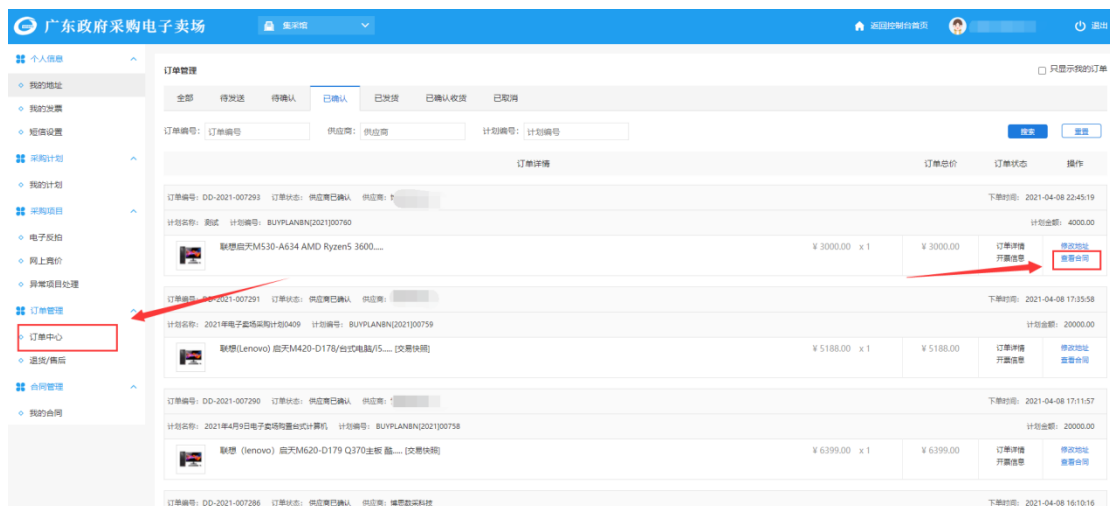 广东政府采购电子卖场
集采馆
返回控制台首页
退出
个人信息
我的地址
我的发票
短信设置
采购计划
我的计划
采购项目
电子反拍
网上竞价
异常项目处理
订单管理
订单中心
退货/售后
合同管理
我的合同
订单管理
只显示我的订单
全部 待发送 待确认 已确认 已发货 已确认收货 已取消
订单编号: 订单编号 供应商: 供应商 计划编号: 计划编号 搜索 重置
订单详情 订单总价 订单状态 操作
订单编号: DD-2021-007293 订单状态: 供应商已确认 供应商: 下单时间: 2021-04-08 22:45:19
计划名称: 测试 计划编号: BUYPLANBN[2021]00760 计划金额: 4000.00
联想启天M530-A634 AMD Ryzen5 3600..... ¥ 3000.00 x 1 ¥ 3000.00 订单详情 修改地址
开票信息 查看合同
订单编号: DD-2021-007291 订单状态: 供应商已确认 供应商: 下单时间: 2021-04-08 17:35:58
计划名称: 2021年电子卖场采购计划0409 计划编号: BUYPLANBN[2021]00759 计划金额: 20000.00
联想(Lenovo) 启天M420-D178/台式电脑/I5..... [交易快照] ¥ 5188.00 x 1 ¥ 5188.00 订单详情 修改地址
开票信息 查看合同
订单编号: DD-2021-007290 订单状态: 供应商已确认 供应商: 下单时间: 2021-04-08 17:11:57
计划名称: 2021年4月9日电子卖场购置台式计算机 计划编号: BUYPLANBN[2021]00758 计划金额: 20000.00
联想（lenovo）启天M620-D179 Q370主板 酷..... [交易快照] ¥ 6399.00 x 1 ¥ 6399.00 订单详情 修改地址
开票信息 查看合同
订单编号: DD-2021-007286 订单状态: 供应商已确认 供应商: 博思数采科技 下单时间: 2021-04-08 16:10:16